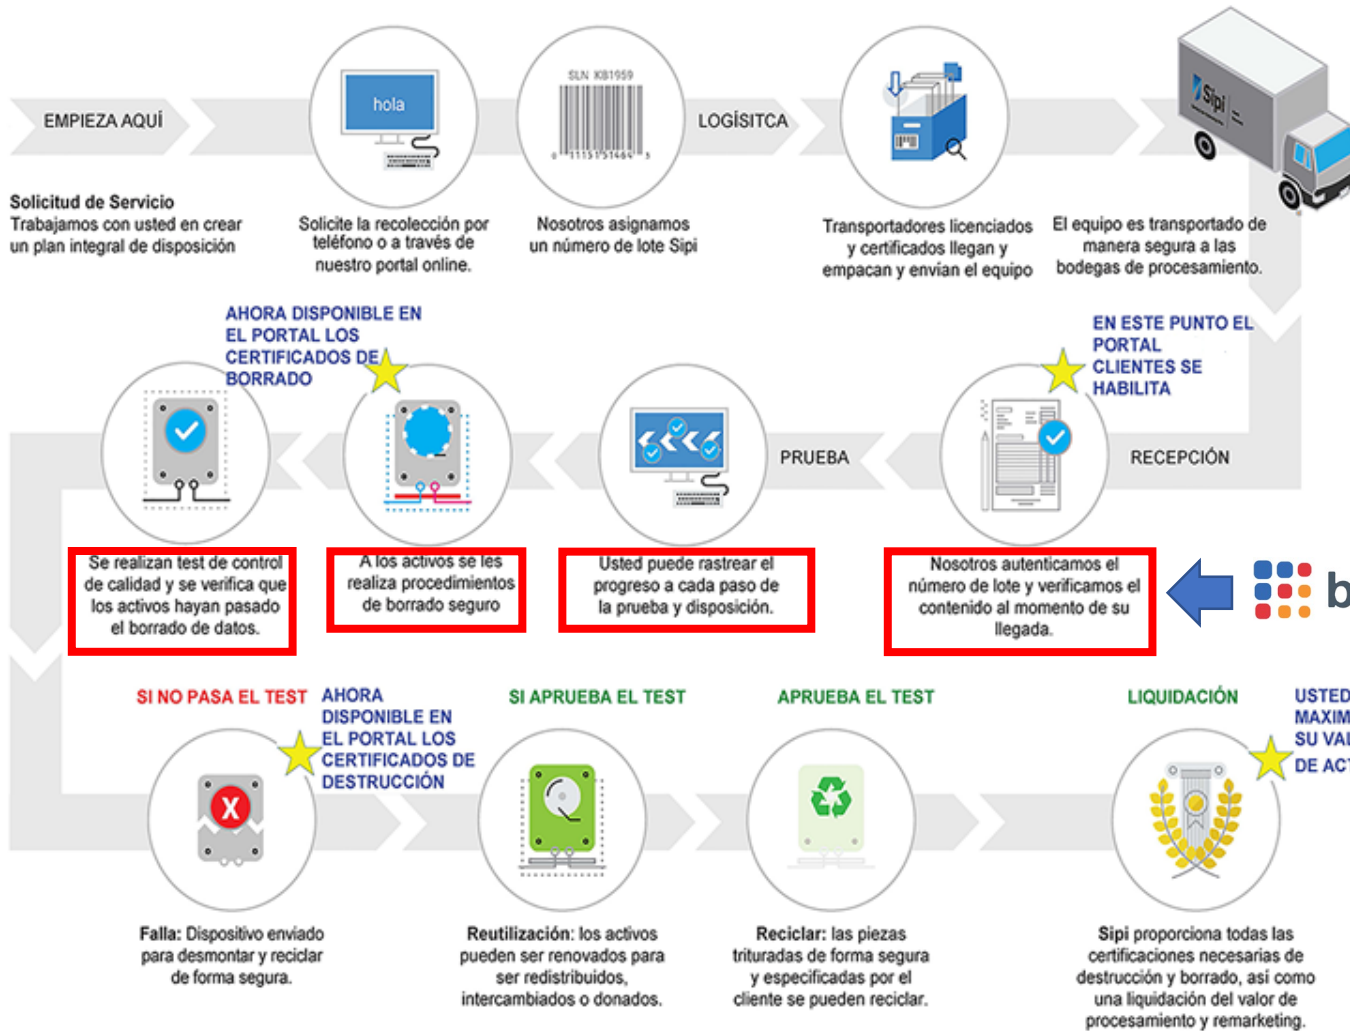 SLN KB1959
hola
Sipi
EMPIEZA AQUÍ
LOGÍSITCA
0 11151 51464 3
Solicitud de Servicio
Trabajamos con usted en crear
un plan integral de disposición
Solicite la recolección por
teléfono o a través de
nuestro portal online.
Nosotros asignamos
un número de lote Sipi
Transportadores licenciados
y certificados llegan y
empacan y envían el equipo
El equipo es transportado de
manera segura a las
bodegas de procesamiento.
AHORA DISPONIBLE EN
EL PORTAL LOS
CERTIFICADOS DE
BORRADO
EN ESTE PUNTO EL
PORTAL
CLIENTES SE
HABILITA
PRUEBA
RECEPCIÓN
Se realizan test de control
de calidad y se verifica que
los activos hayan pasado
el borrado de datos.
A los activos se les
realiza procedimientos
de borrado seguro
Usted puede rastrear el
progreso a cada paso de
la prueba y disposición.
Nosotros autenticamos el
número de lote y verificamos el
contenido al momento de su
llegada.
b
SI NO PASA EL TEST
AHORA
DISPONIBLE EN
EL PORTAL LOS
CERTIFICADOS DE
DESTRUCCIÓN
SI APRUEBA EL TEST
APRUEBA EL TEST
LIQUIDACIÓN
USTED
MAXIM
SU VAL
DE ACT
X
Falla: Dispositivo enviado
para desmontar y reciclar
de forma segura.
Reutilización: los activos
pueden ser renovados para
ser redistribuidos,
intercambiados o donados.
Reciclar: las piezas
trituradas de forma segura
y especificadas por el
cliente se pueden reciclar.
Sipi proporciona todas las
certificaciones necesarias de
destrucción y borrado, así como
una liquidación del valor de
procesamiento y remarketing.